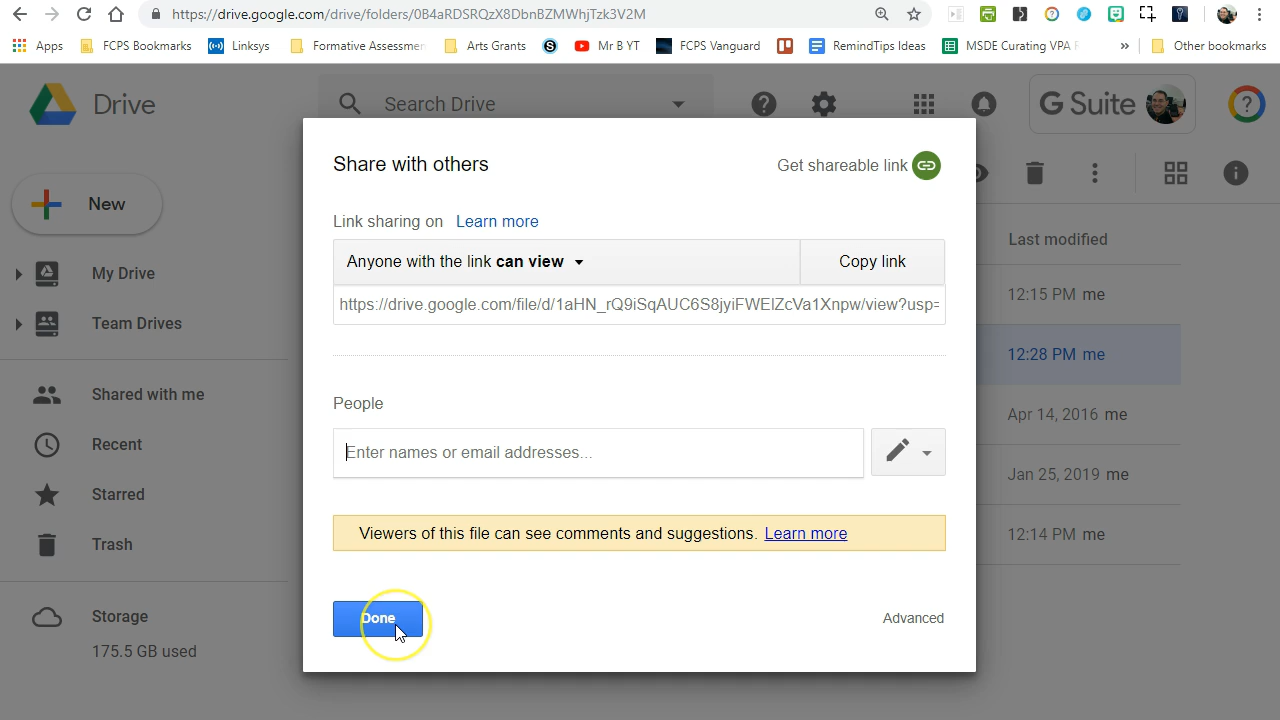 https://drive.google.com/drive/folders/0B4aRDSRQzX8DbnBZMWhjTzk3V2M
Apps FCPS Bookmarks Linksys Formative Assessmen Arts Grants Mr B YT FCPS Vanguard RemindTips Ideas MSDE Curating VPA » Other bookmarks
Drive Search Drive G Suite
Share with others Get shareable link
New
Link sharing on Learn more
Last modified
Anyone with the link can view Copy link
My Drive
12:15 PM me
https://drive.google.com/file/d/1aHN_rQ9iSqAUC6S8jyiFWElZcVa1Xnpw/view?usp=
Team Drives
12:28 PM me
Shared with me
People
Apr 14, 2016 me
Recent
Enter names or email addresses...
Jan 25, 2019 me
Starred
Viewers of this file can see comments and suggestions. Learn more
12:14 PM me
Trash
Storage
Done Advanced
175.5 GB used